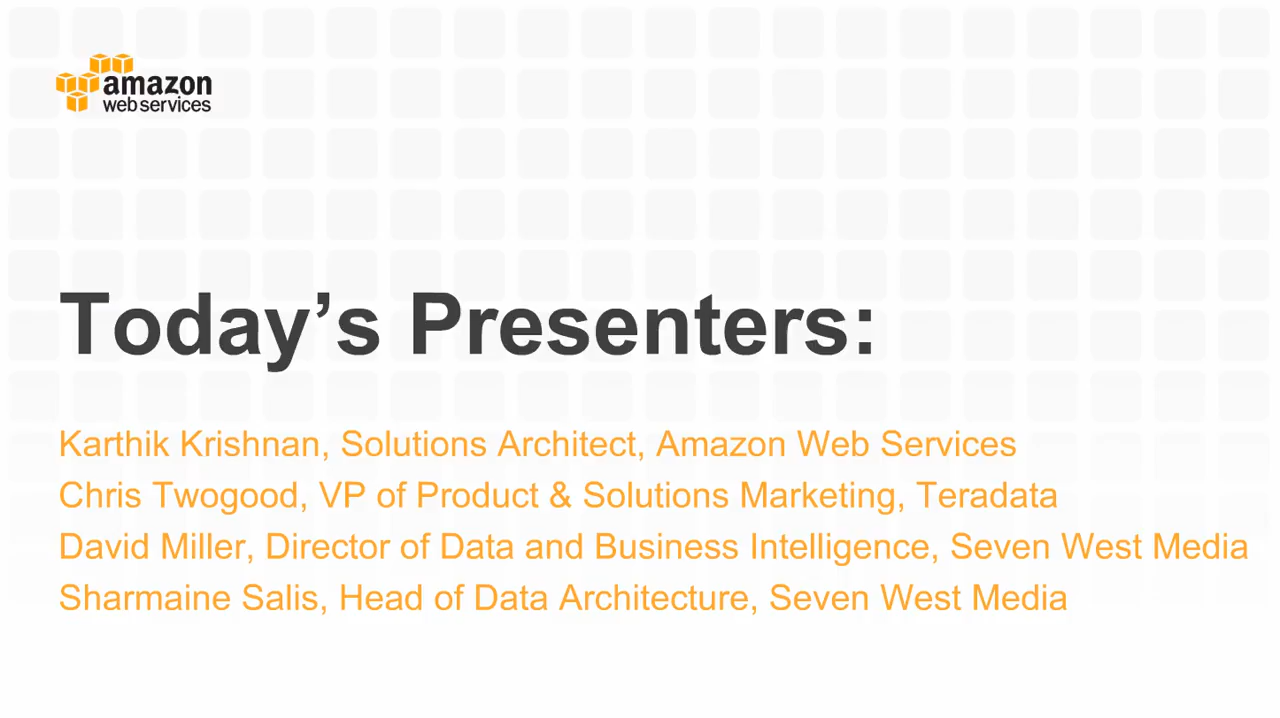 amazon
web services
Today’s Presenters:
Karthik Krishnan, Solutions Architect, Amazon Web Services
Chris Twogood, VP of Product & Solutions Marketing, Teradata
David Miller, Director of Data and Business Intelligence, Seven West Media
Sharmaine Salis, Head of Data Architecture, Seven West Media